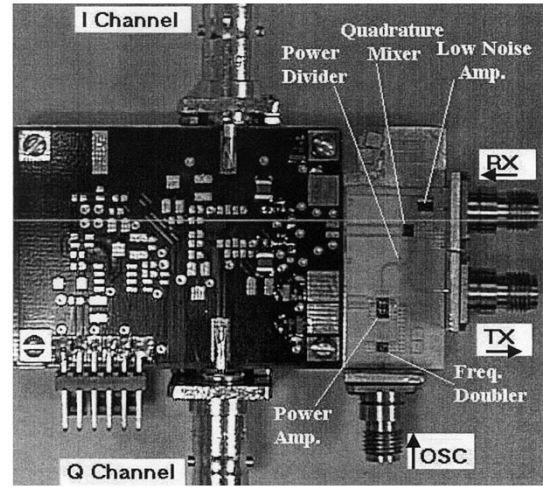 I Channel
Quadrature
Mixer
Power
Divider
Low Noise
Amp.
RX
TX
Freq.
Doubler
Power
Amp.
OSC
Q Channel